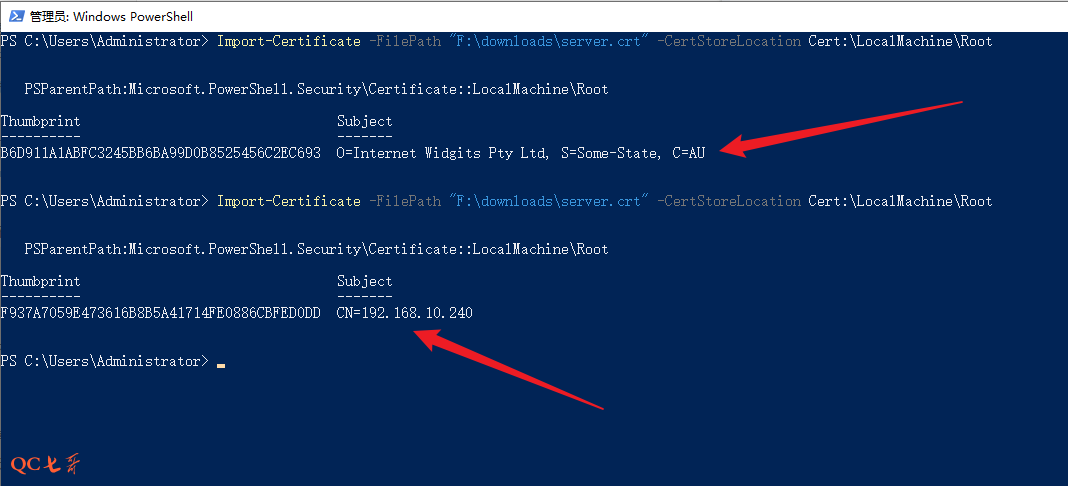 管理员: Windows PowerShell
PS C:\Users\Administrator> Import-Certificate -FilePath "F:\downloads\server.crt" -CertStoreLocation Cert:\LocalMachine\Root
PSParentPath:Microsoft.PowerShell.Security\Certificate::LocalMachine\Root
Thumbprint Subject
---------- -------
B6D911A1ABFC3245BB6BA99D0B8525456C2EC693 O=Internet Widgits Pty Ltd, S=Some-State, C=AU
PS C:\Users\Administrator> Import-Certificate -FilePath "F:\downloads\server.crt" -CertStoreLocation Cert:\LocalMachine\Root
PSParentPath:Microsoft.PowerShell.Security\Certificate::LocalMachine\Root
Thumbprint Subject
---------- -------
F937A7059E473616B8B5A41714FE0886CBFED0DD CN=192.168.10.240
PS C:\Users\Administrator>
QC七哥